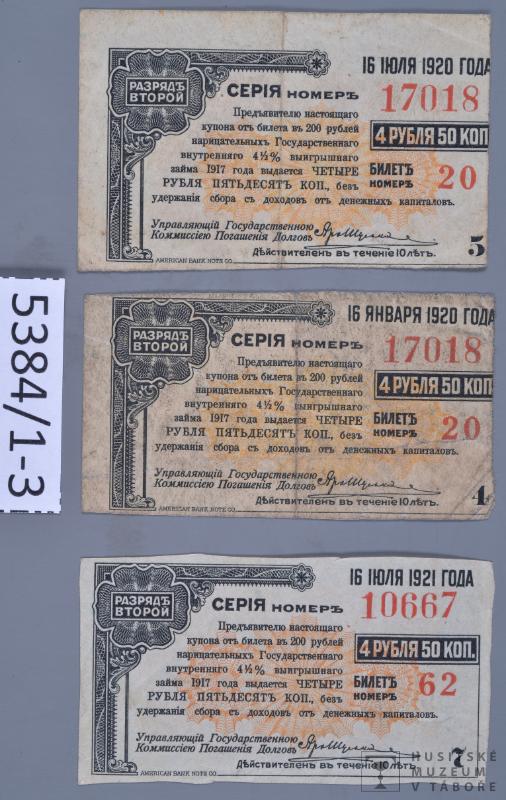 16 ІЮЛЯ 1920 ГОДА
РАЗРЯДЪ
ВТОРОЙ
СЕРІЯ НОМЕРЪ
17018
Предъявителю настоящаго
купона отъ билета въ 200 рублей
нарицательныхъ Государственнаго
внутренняго 4½% выигрышнаго
займа 1917 года выдается ЧЕТЫРЕ
РУБЛЯ ПЯТЬДЕСЯТЪ КОП., безъ
удержанія сбора съ доходовъ отъ денежныхъ капиталовъ.
4 РУБЛЯ 50 КОП
БИЛЕТЪ
НОМЕРЪ
20
Управляющій Государственною
Коммиссіею Погашенія Долговъ
5
Дѣйствителенъ въ теченіе 10 лѣтъ.
AMERICAN BANK NOTE CO.
16 ЯНВАРЯ 1920 ГОДА
РАЗРЯДЪ
ВТОРОЙ
СЕРІЯ НОМЕРЪ
17018
Предъявителю настоящаго
купона отъ билета въ 200 рублей
нарицательныхъ Государственнаго
внутренняго 4½% выигрышнаго
займа 1917 года выдается ЧЕТЫРЕ
РУБЛЯ ПЯТЬДЕСЯТЪ КОП., безъ
удержанія сбора съ доходовъ отъ денежныхъ капиталовъ.
4 РУБЛЯ 50 КОП
БИЛЕТЪ
НОМЕРЪ
20
Управляющій Государственною
Коммиссіею Погашенія Долговъ
4
Дѣйствителенъ въ теченіе 10 лѣтъ.
AMERICAN BANK NOTE CO.
16 ІЮЛЯ 1921 ГОДА
РАЗРЯДЪ
ВТОРОЙ
СЕРІЯ НОМЕРЪ
10667
Предъявителю настоящаго
купона отъ билета въ 200 рублей
нарицательныхъ Государственнаго
внутренняго 4½% выигрышнаго
займа 1917 года выдается ЧЕТЫРЕ
РУБЛЯ ПЯТЬДЕСЯТЪ КОП., безъ
удержанія сбора съ доходовъ отъ денежныхъ капиталовъ.
4 РУБЛЯ 50 КОП.
БИЛЕТЪ
НОМЕРЪ
62
Управляющій Государственною
Коммиссіею Погашенія Долговъ
7
Дѣйствителенъ въ теченіе 10 лѣтъ.
AMERICAN BANK NOTE CO.
5384/1-3
HUSITSKÉ
MUZEUM
V TÁBOŘE